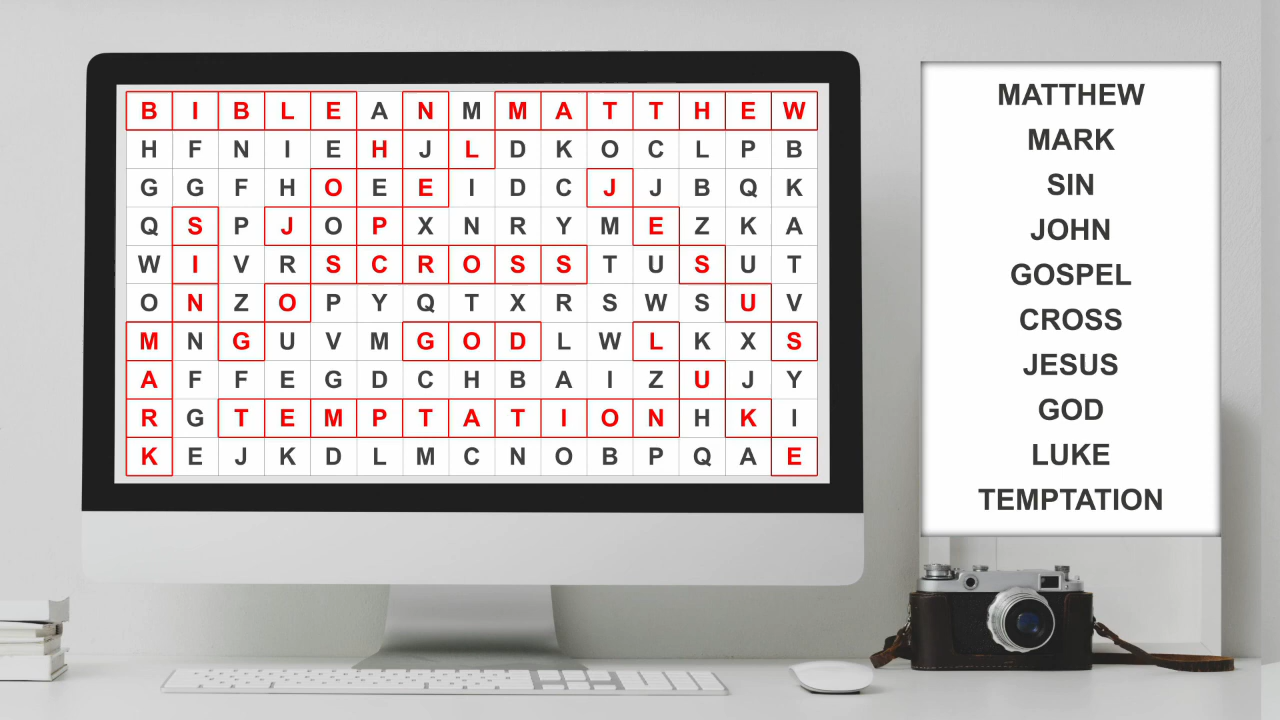 B I B L E A N M M A T T H E W
H F N I E H J L D K O C L P B
G G F H O E E I D C J J B Q K
Q S P J O P X N R Y M E Z K A
W I V R S C R O S S T U S U T
O N Z O P Y Q T X R S W S U V
M N G U V M G O D L W L K X S
A F F E G D C H B A I Z U J Y
R G T E M P T A T I O N H K I
K E J K D L M C N O B P Q A E
MATTHEW
MARK
SIN
JOHN
GOSPEL
CROSS
JESUS
GOD
LUKE
TEMPTATION